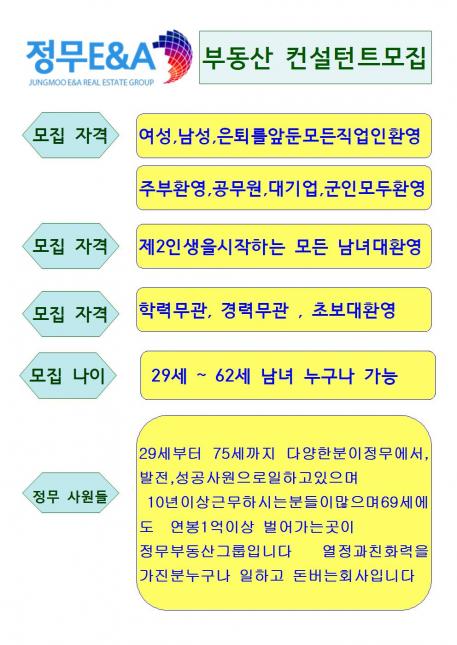 정무E&A
JUNGMOO E&A REAL ESTATE GROUP
부동산 컨설턴트모집
모집 자격
여성,남성,은퇴를앞둔모든직업인환영
주부환영,공무원,대기업,군인모두환영
모집 자격
제2인생을시작하는 모든 남녀대환영
모집 자격
학력무관, 경력무관 , 초보대환영
모집 나이
29세 ~ 62세 남녀 누구나 가능
정무 사원들
29세부터 75세까지 다양한분이정무에서,
발전,성공사원으로일하고있으며
10년이상근무하시는분들이많으며69세에
도 연봉1억이상 벌어가는곳이
정무부동산그룹입니다 열정과친화력을
가진분누구나 일하고 돈버는회사입니다